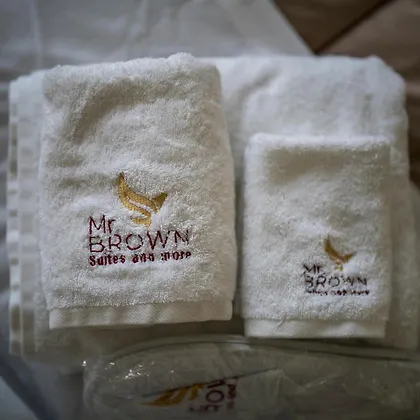 Mr
BROWN
Suites and more
Mr.
BROWN